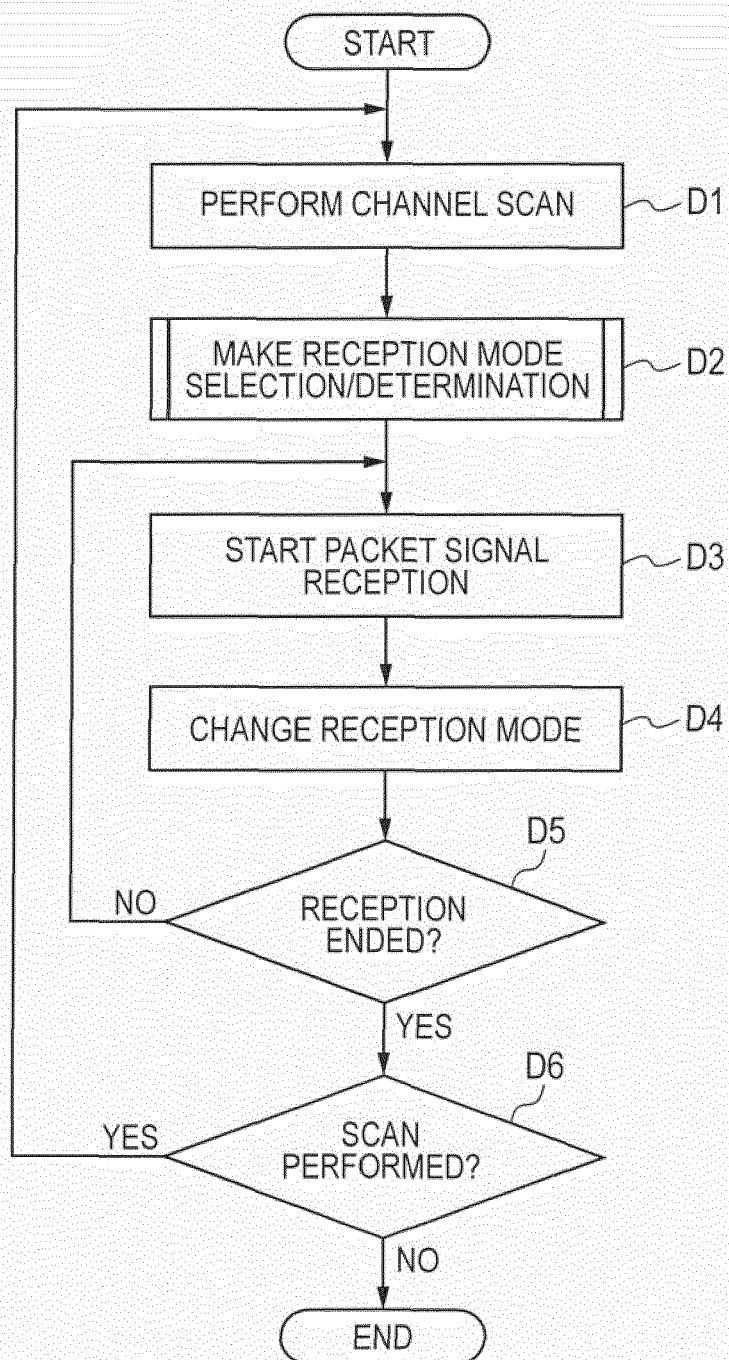 START
PERFORM CHANNEL SCAN
D1
MAKE RECEPTION MODE
SELECTION/DETERMINATION
D2
START PACKET SIGNAL
RECEPTION
D3
CHANGE RECEPTION MODE
D4
D5
NO
RECEPTION
ENDED?
YES
D6
YES
SCAN
PERFORMED?
NO
END